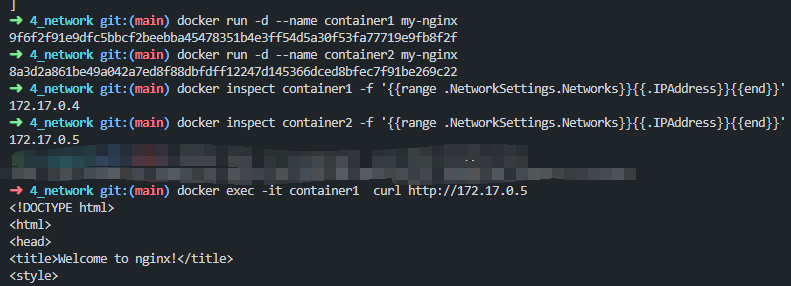 ]
➜ 4_network git:(main) docker run -d --name container1 my-nginx
9f6f2f91e9dfc5bbcf2beebba45478351b4e3ff54d5a30f53fa77719e9fb8f2f
➜ 4_network git:(main) docker run -d --name container2 my-nginx
8a3d2a861be49a042a7ed8f88dbfdff12247d145366dced8bfec7f91be269c22
➜ 4_network git:(main) docker inspect container1 -f '{{range .NetworkSettings.Networks}}{{.IPAddress}}{{end}}'
172.17.0.4
➜ 4_network git:(main) docker inspect container2 -f '{{range .NetworkSettings.Networks}}{{.IPAddress}}{{end}}'
172.17.0.5
➜ 4_network git:(main) docker exec -it container1  curl http://172.17.0.5
<!DOCTYPE html>
<html>
<head>
<title>Welcome to nginx!</title>
<style>